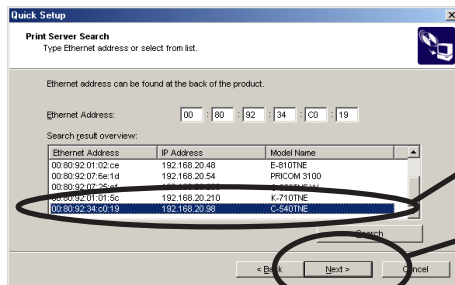 Quick Setup
Print Server Search
Type Ethernet address or select from list.
Ethernet address can be found at the back of the product.
Ethernet Address: 00 : 80 : 92 : 34 : C0 : 19
Search result overview:
Ethernet Address IP Address Model Name
00:80:92:01:02:ce 192.168.20.48 E-810TNE
00:80:92:07:6e:1d 192.168.20.54 PRICOM 3100
00:80:92:01:01:5c 192.168.20.210 K-710TNE
00:80:92:34:c0:19 192.168.20.98 C-540TNE
Search
< Back Next > Cancel